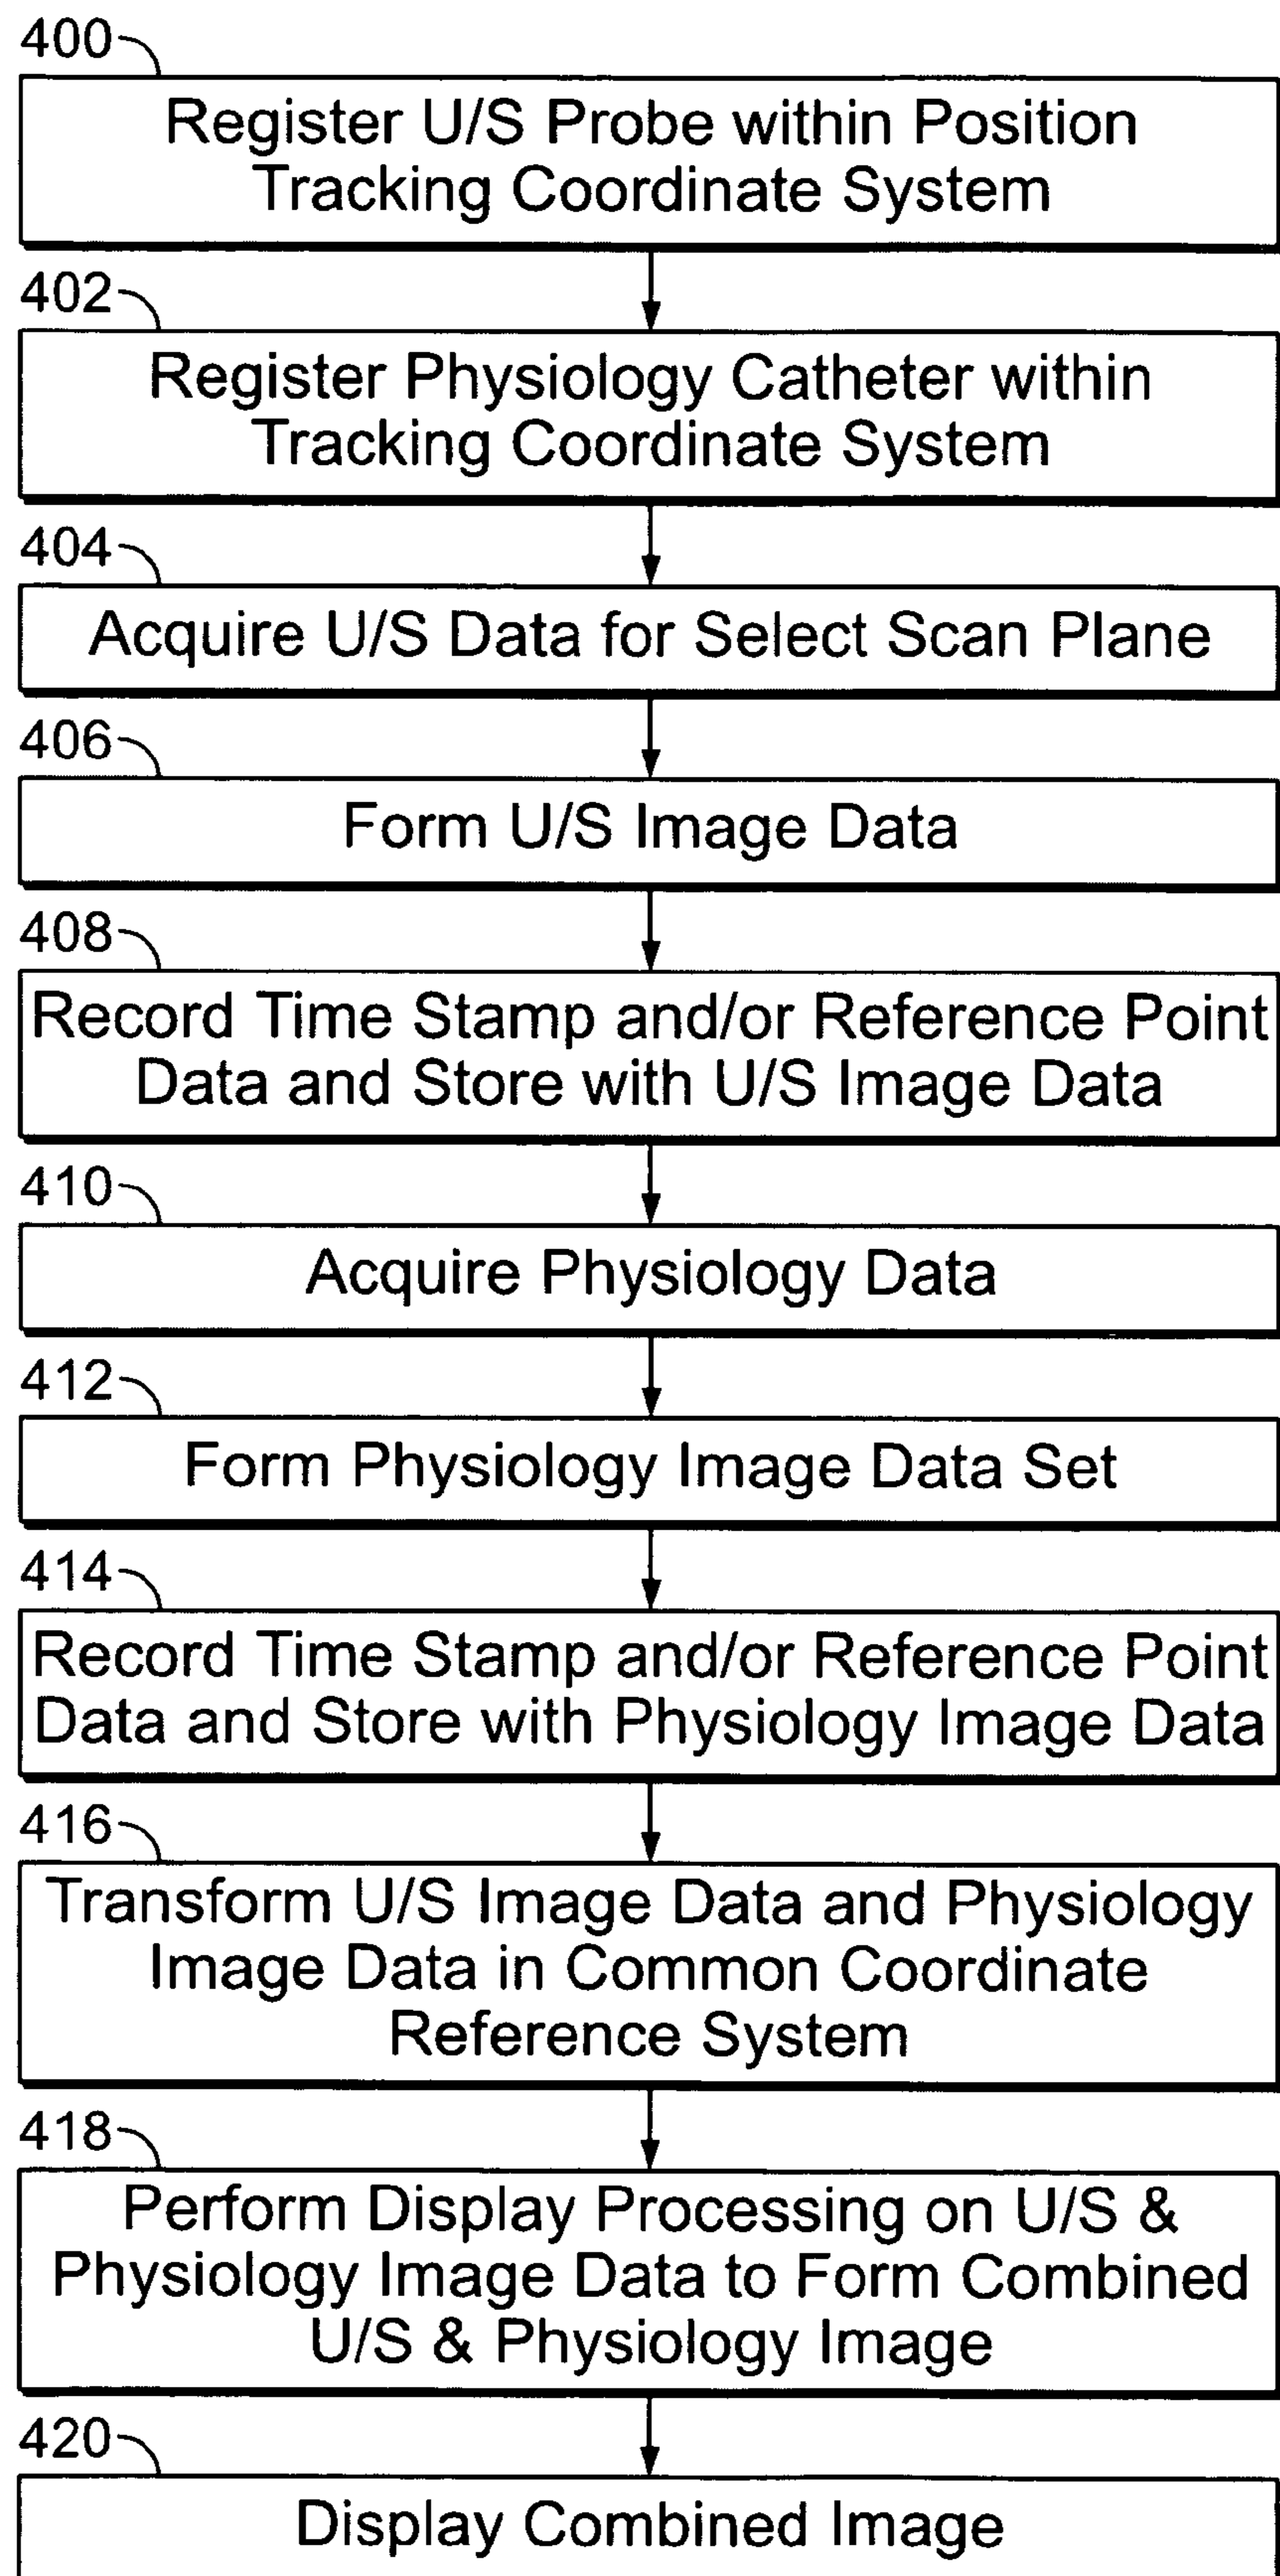 400
Register U/S Probe within Position
Tracking Coordinate System
402
Register Physiology Catheter within
Tracking Coordinate System
404
Acquire U/S Data for Select Scan Plane
406
Form U/S Image Data
408
Record Time Stamp and/or Reference Point
Data and Store with U/S Image Data
410
Acquire Physiology Data
412
Form Physiology Image Data Set
414
Record Time Stamp and/or Reference Point
Data and Store with Physiology Image Data
416
Transform U/S Image Data and Physiology
Image Data in Common Coordinate
Reference System
418
Perform Display Processing on U/S &
Physiology Image Data to Form Combined
U/S & Physiology Image
420
Display Combined Image